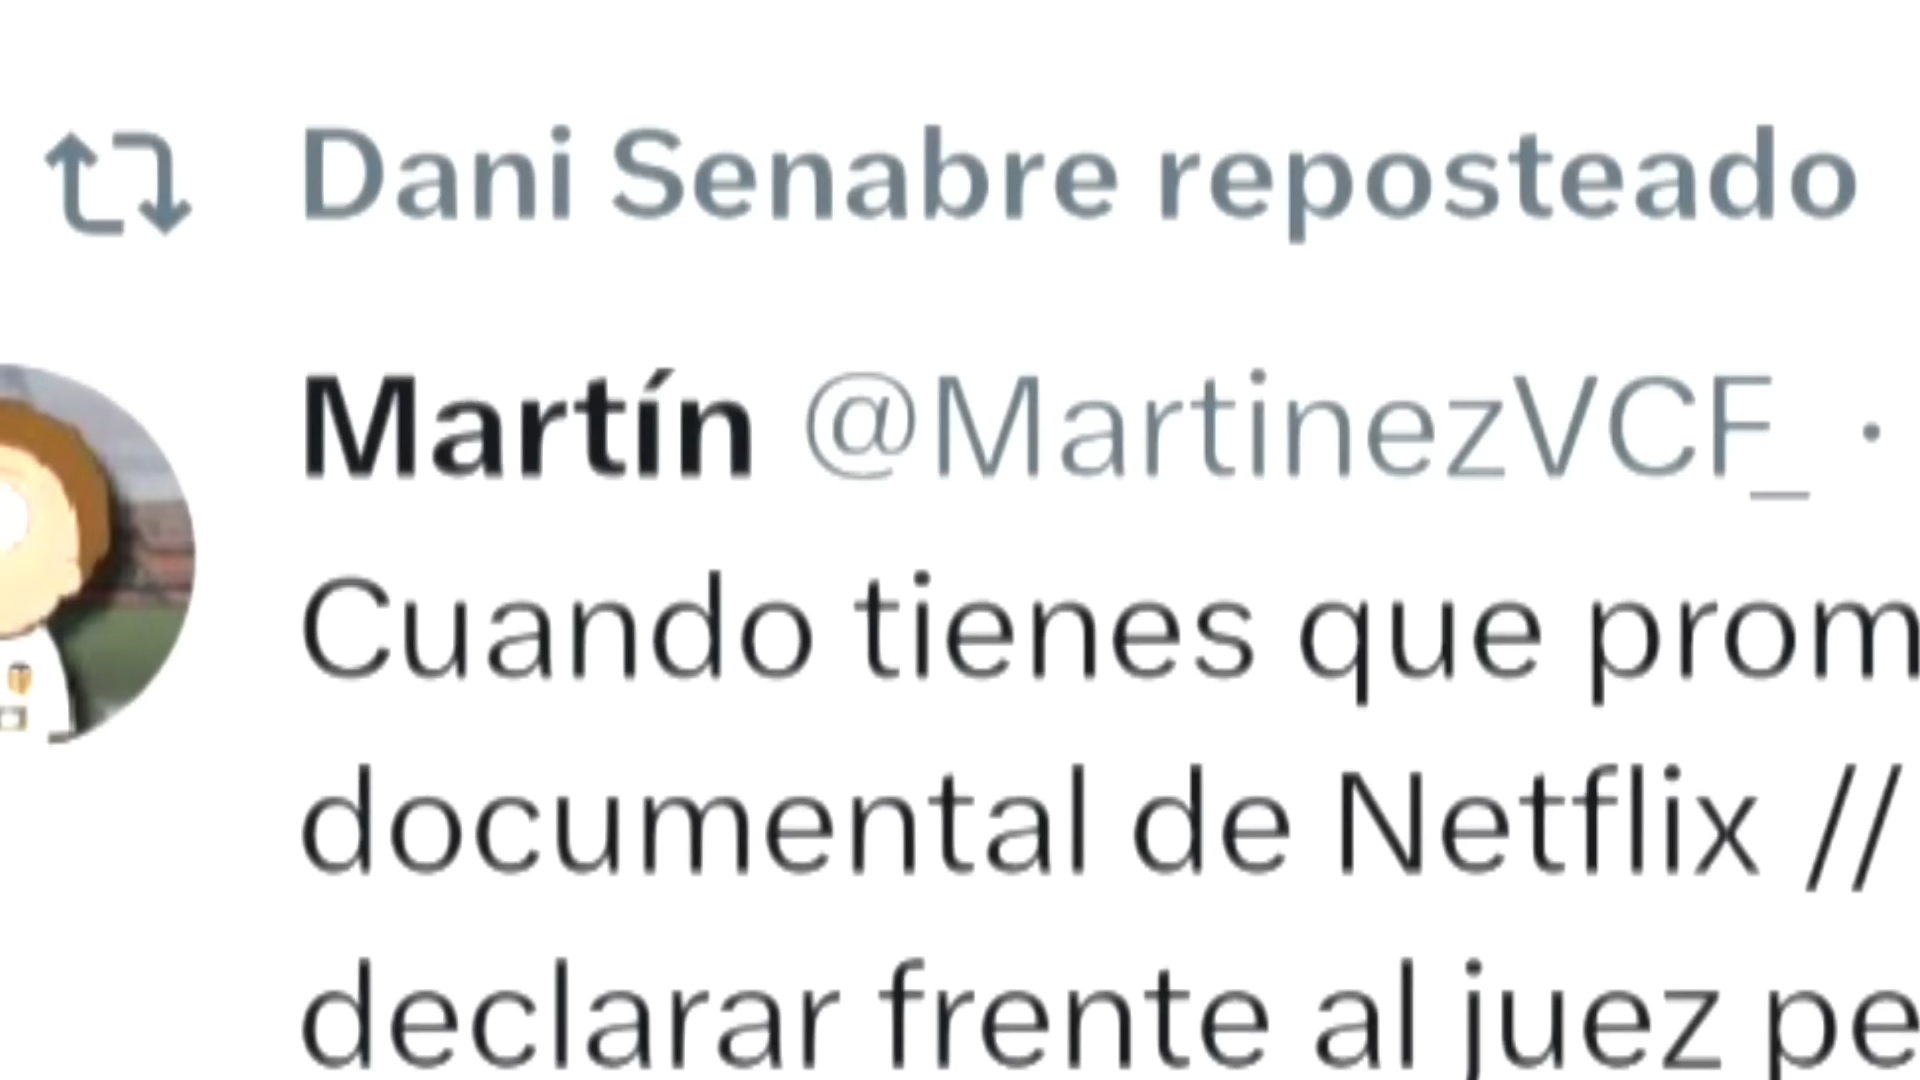 Dani Senabre reposteado
Martín @MartinezVCF_ ·
Cuando tienes que prom
documental de Netflix //
declarar frente al juez pe